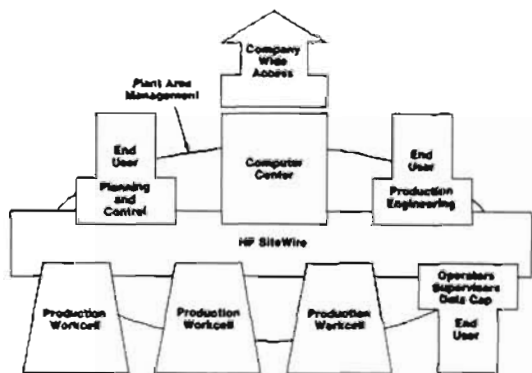 Company
Wide
Access
Plant Area
Management
End
User
Planning
and
Control
Computer
Center
End
User
Production
Engineering
HP SiteWire
Production
Workcell
Production
Workcell
Production
Workcell
Operators
Supervisors
Data Cap
End
User